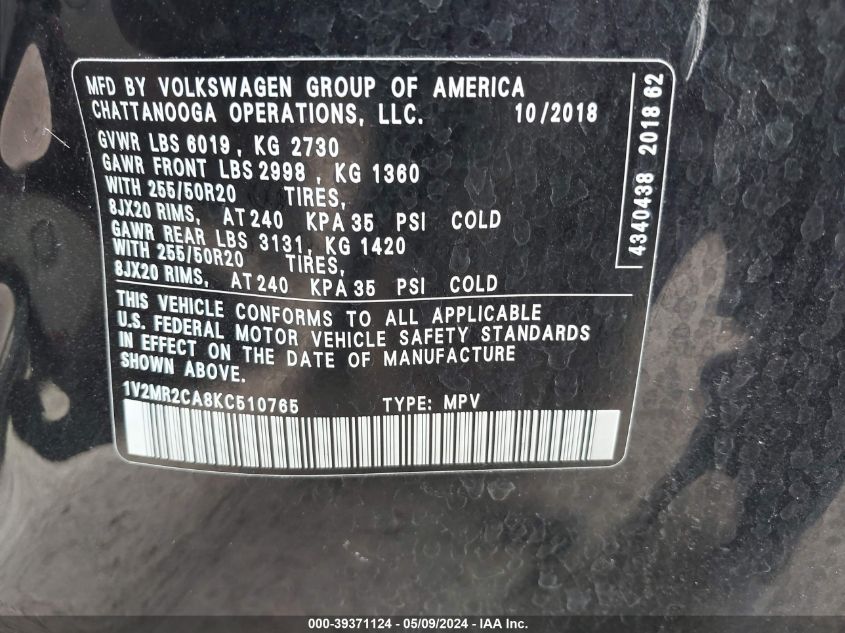 MFD BY VOLKSWAGEN GROUP OF AMERICA
CHATTANOOGA OPERATIONS, LLC. 10/2018
GVWR LBS 6019, KG 2730
GAWR FRONT LBS 2998, KG 1360
WITH 255/50R20 TIRES,
8JX20 RIMS, AT 240 KPA 35 PSI COLD
GAWR REAR LBS 3131, KG 1420
WITH 255/50R20 TIRES,
8JX20 RIMS, AT 240 KPA 35 PSI COLD
THIS VEHICLE CONFORMS TO ALL APPLICABLE
U.S. FEDERAL MOTOR VEHICLE SAFETY STANDARDS
IN EFFECT ON THE DATE OF MANUFACTURE
SHOWN ABOVE.
1V2MR2CA8KC510765 TYPE: MPV
4340438 2018 62
000-39371124 - 05/09/2024 - IAA Inc.